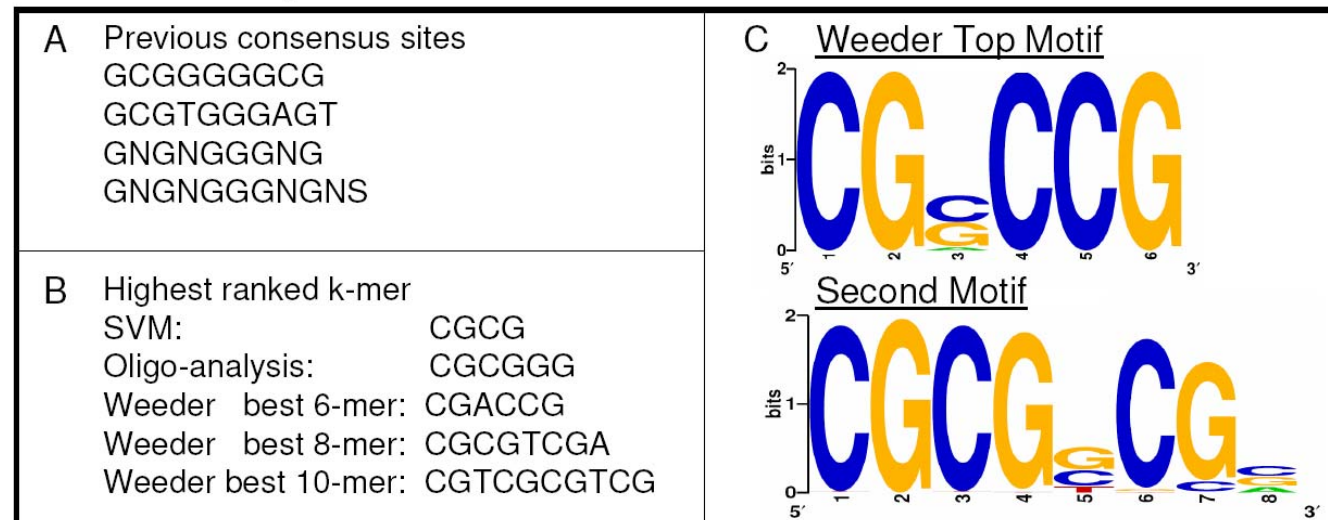 A Previous consensus sites
GCGGGGGCG
GCGTGGGAGT
GNGNGGGNG
GNGNGGGNGNS
B Highest ranked k-mer
SVM: CGCG
Oligo-analysis: CGCGGG
Weeder best 6-mer: CGACCG
Weeder best 8-mer: CGCGTCGA
Weeder best 10-mer: CGTCGCGTCG
C Weeder Top Motif
2
bits
1
0
CGCCCG
G
A
5′ 1 2 3 4 5 6 3′
Second Motif
2
bits
1
0
CGCGGCGC
C C G
T A
5′ 1 2 3 4 5 6 7 8 3′